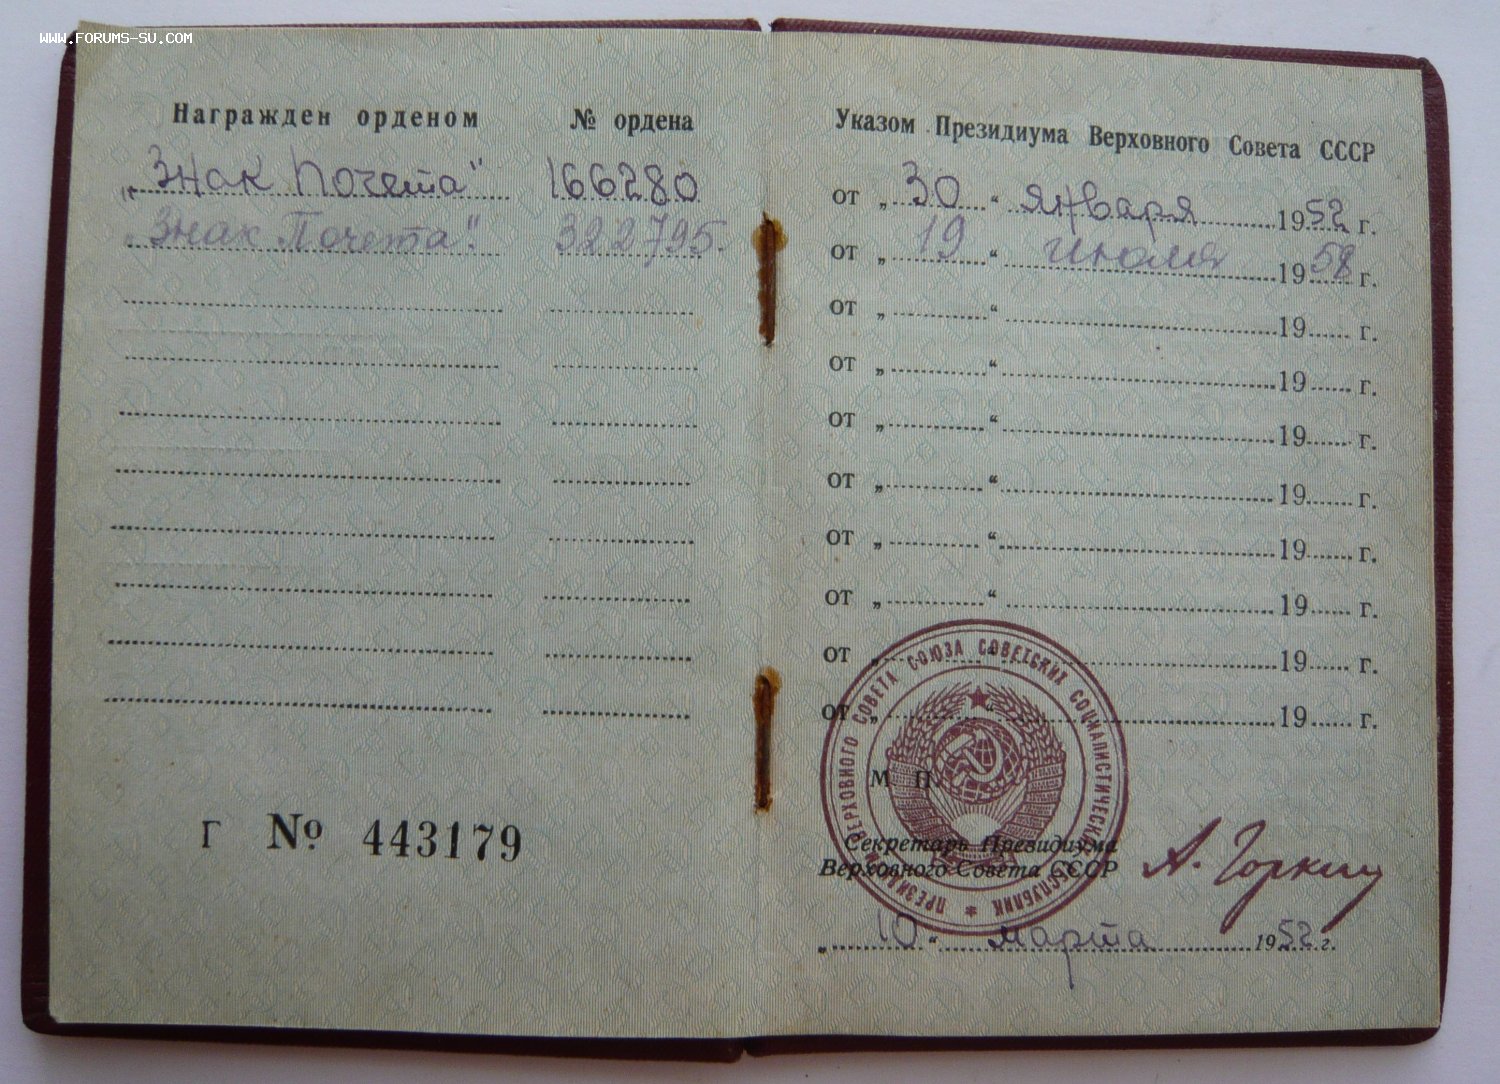 WWW.FORUMS-SU.COM
Награжден орденом № ордена
„Знак Почета" 166280
„Знак Почета". 322795.
Г № 443179
Указом Президиума Верховного Совета СССР
от „ 30 “ января 1952 г.
от „ 19 “ июля 1958 г.
от „ “ 19 г.
от „ “ 19 г.
от „ “ 19 г.
от „ “ 19 г.
от „ “ 19 г.
от „ “ 19 г.
от „ “ 19 г.
от „ “ 19 г.
М П.
ПРЕЗИДИУМ ВЕРХОВНОГО СОВЕТА СОЮЗА СОВЕТСКИХ СОЦИАЛИСТИЧЕСКИХ РЕСПУБЛИК *
Секретарь Президиума
Верховного Совета СССР А. Горкин
„ 10 “ марта 1952 г.